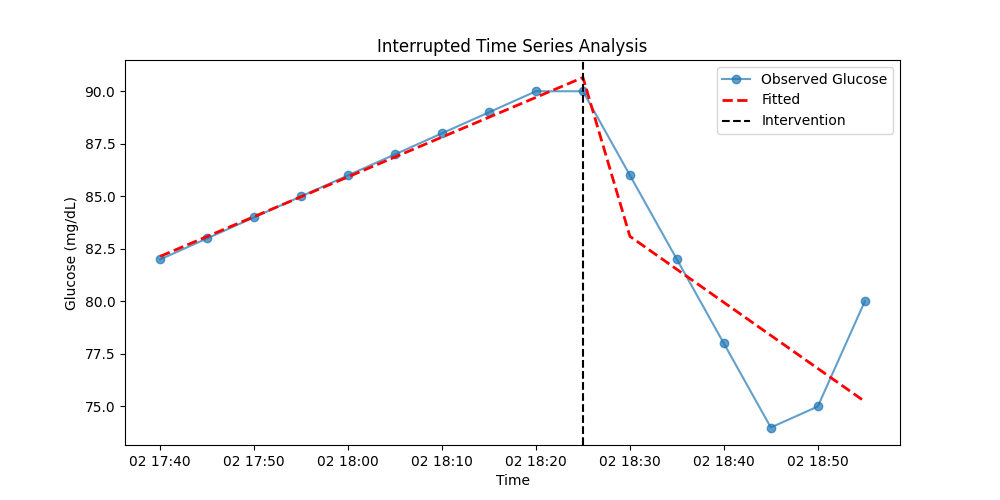 Interrupted Time Series Analysis
Observed Glucose
Fitted
Intervention
Glucose (mg/dL)
90.0
87.5
85.0
82.5
80.0
77.5
75.0
02 17:40 02 17:50 02 18:00 02 18:10 02 18:20 02 18:30 02 18:40 02 18:50
Time